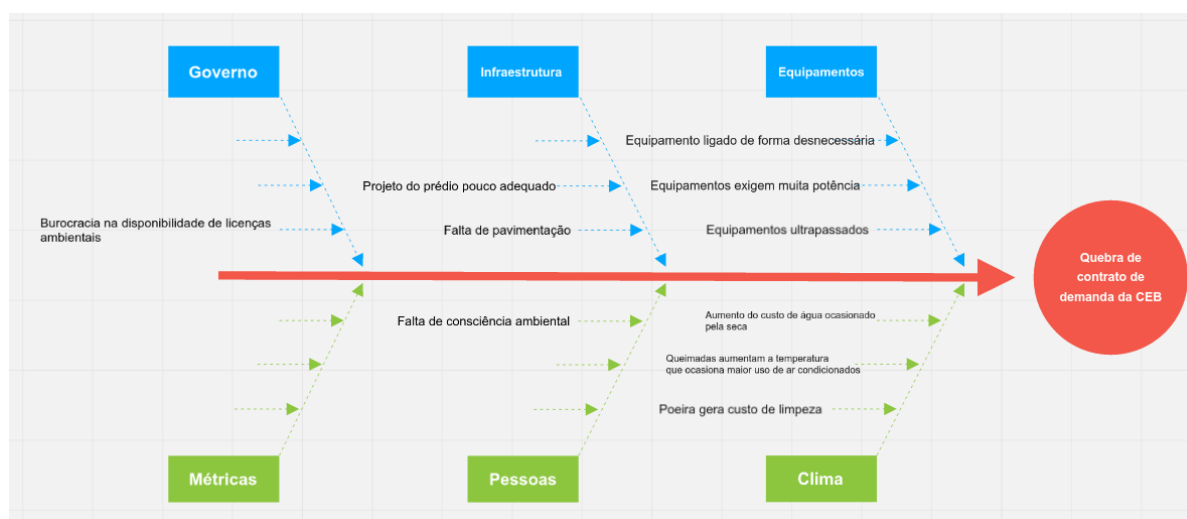 Governo
Infraestrutura
Equipamentos
Equipamento ligado de forma desnecessária
Projeto do prédio pouco adequado
Equipamentos exigem muita potência
Burocracia na disponibilidade de licenças
ambientais
Falta de pavimentação
Equipamentos ultrapassados
Quebra de
contrato de
demanda da CEB
Falta de consciência ambiental
Aumento do custo de água ocasionado
pela seca
Queimadas aumentam a temperatura
que ocasiona maior uso de ar condicionados
Poeira gera custo de limpeza
Métricas
Pessoas
Clima